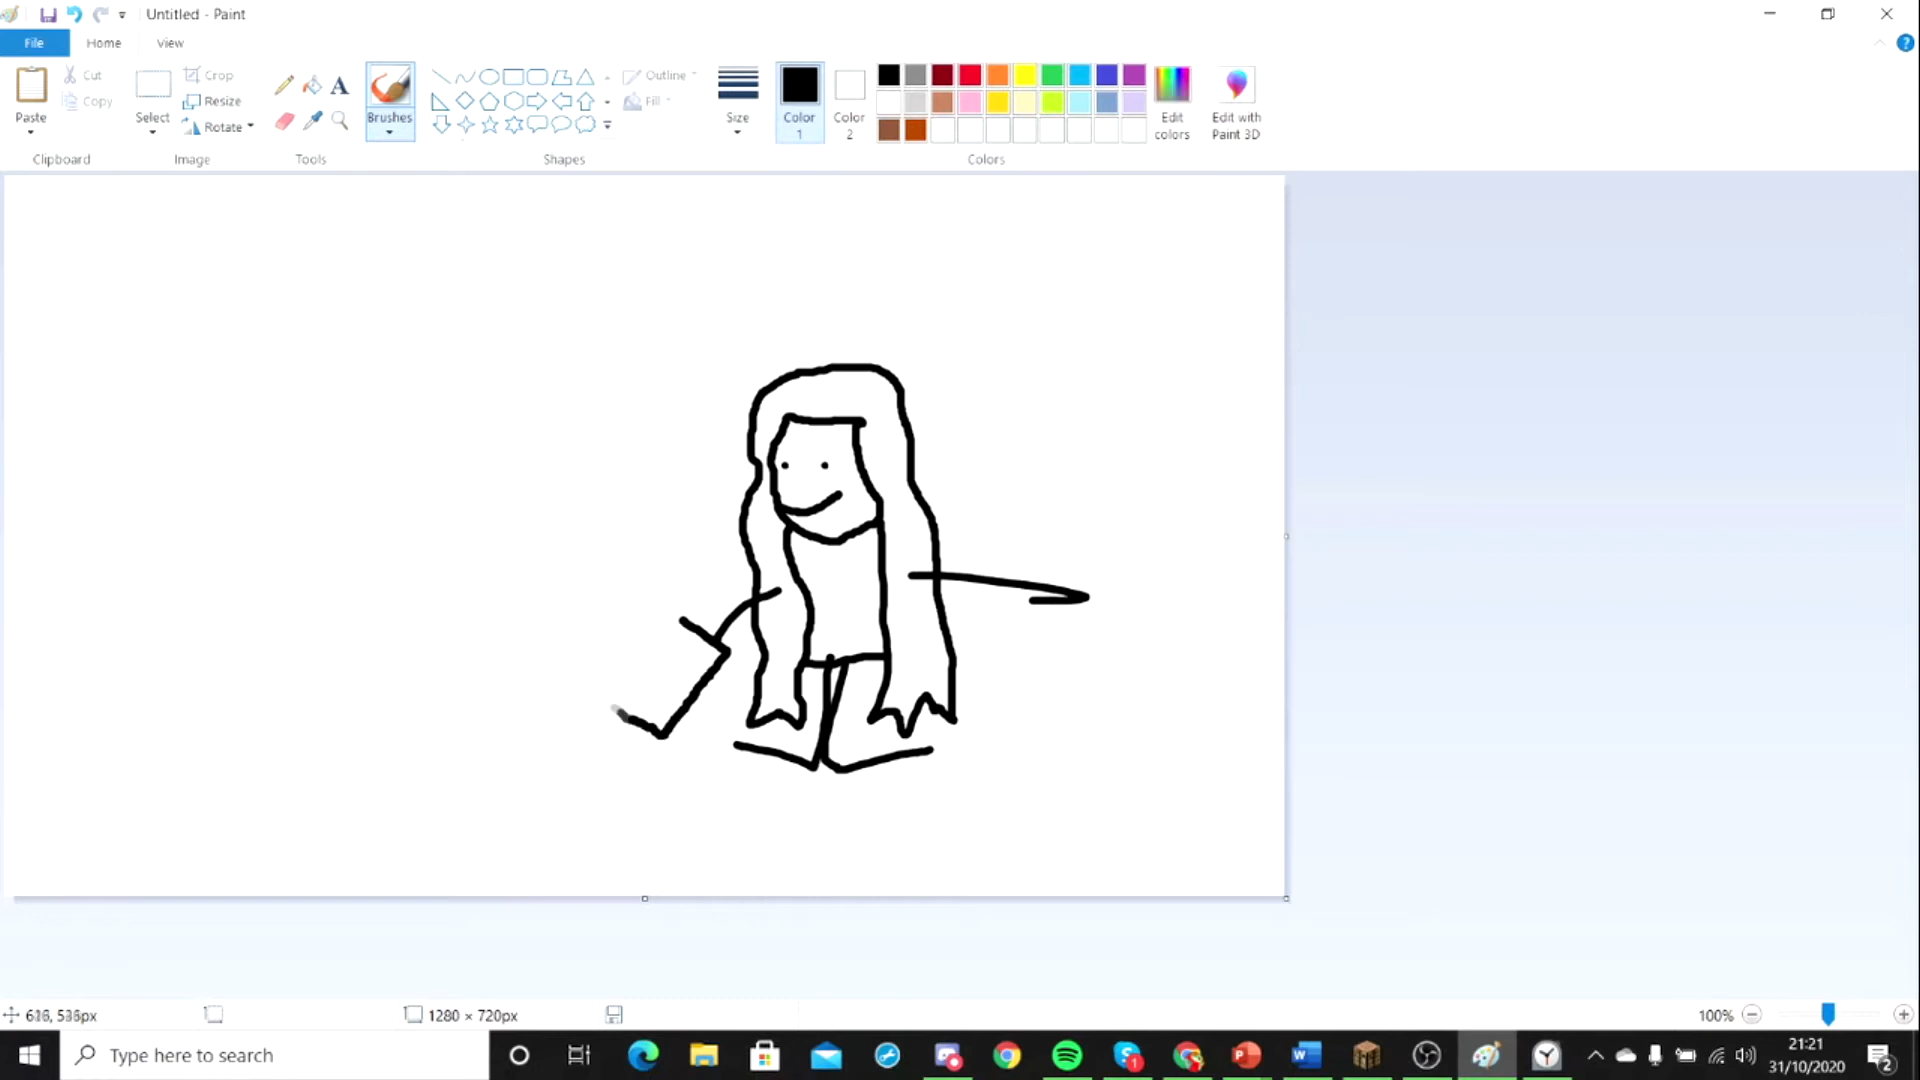 Untitled - Paint
File Home View
Paste
Cut
Copy
Clipboard
Select
Crop
Resize
Rotate
Image
A
Tools
Brushes
Outline
Fill
Shapes
Size
Color 1
Color 2
Edit colors
Edit with Paint 3D
Colors
1280 × 720px
100%
Type here to search
21:21
31/10/2020